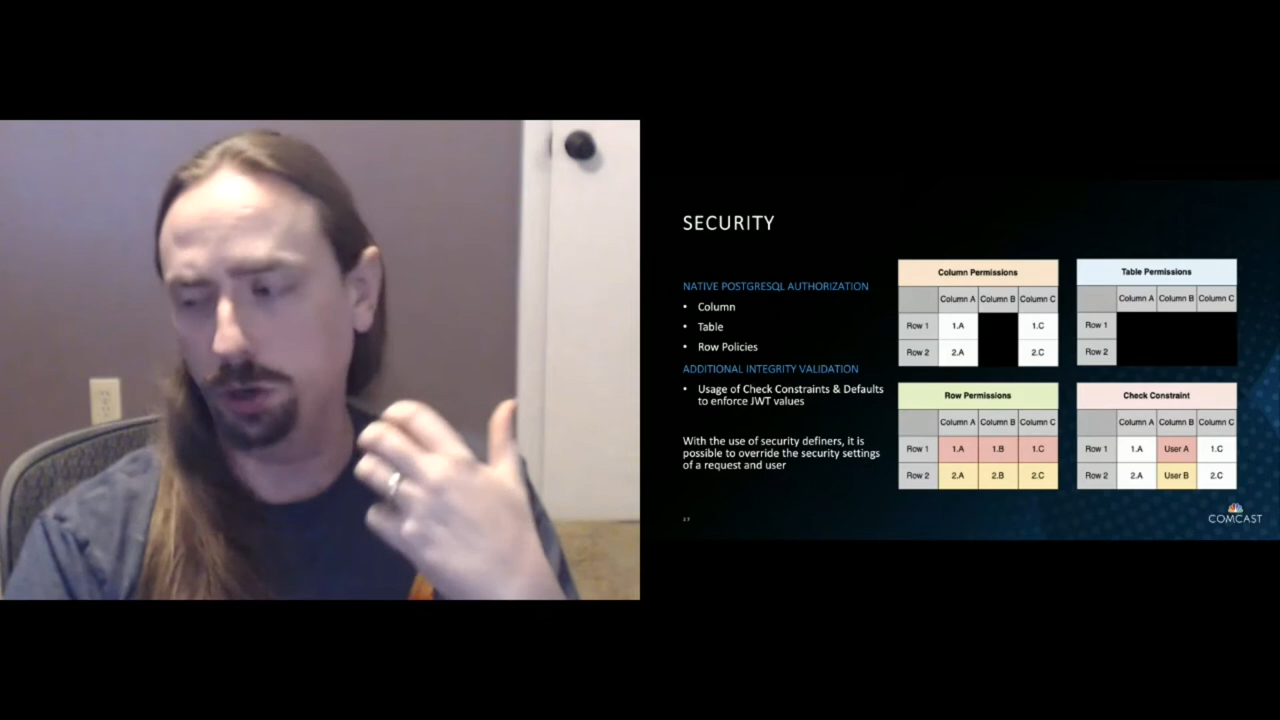 SECURITY
NATIVE POSTGRESQL AUTHORIZATION
• Column
• Table
• Row Policies
ADDITIONAL INTEGRITY VALIDATION
• Usage of Check Constraints & Defaults
to enforce JWT values
With the use of security definers, it is
possible to override the security settings
of a request and user
Column Permissions
Column A Column B Column C
Row 1 1.A 1.C
Row 2 2.A 2.C
Table Permissions
Column A Column B Column C
Row 1
Row 2
Row Permissions
Column A Column B Column C
Row 1 1.A 1.B 1.C
Row 2 2.A 2.B 2.C
Check Constraint
Column A Column B Column C
Row 1 1.A User A 1.C
Row 2 2.A User B 2.C
27
COMCAST